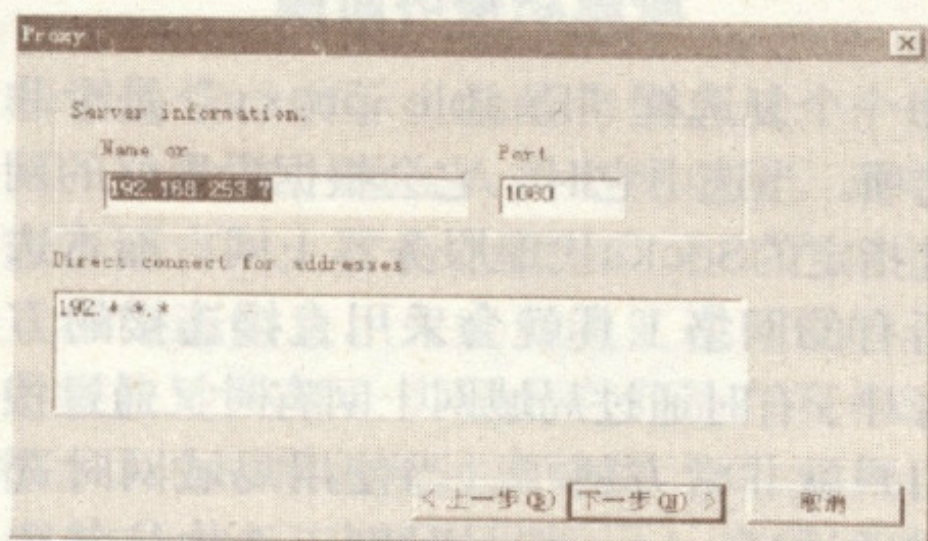 Proxy
Server information:
Name or
Port
192.168.253.7
1080
Direct connect for addresses
192.*.*.*
< 上一步(B)
下一步(N) >
取消